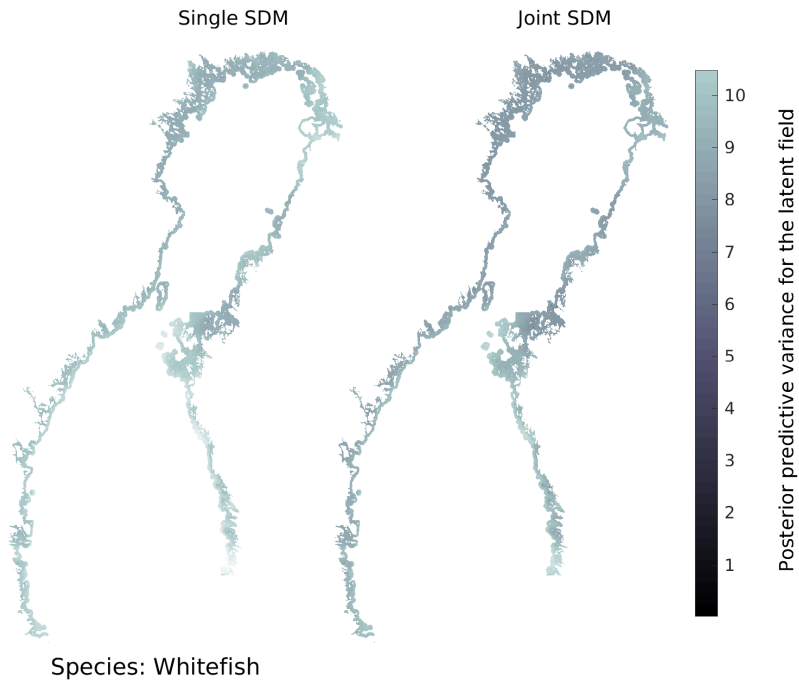 Single SDM
Joint SDM
10
9
8
7
6
5
4
3
2
1
Posterior predictive variance for the latent field
Species: Whitefish